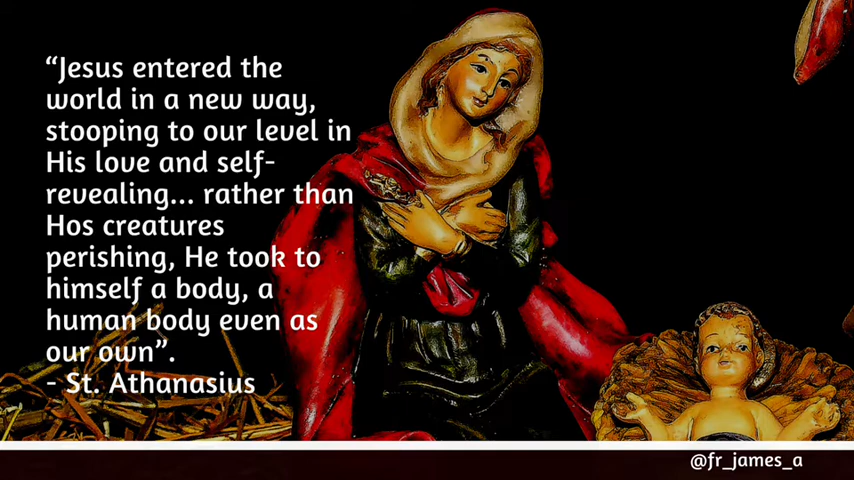 “Jesus entered the
world in a new way,
stooping to our level in
His love and self-
revealing... rather than
Hos creatures
perishing, He took to
himself a body, a
human body even as
our own”.
- St. Athanasius
@fr_james_a